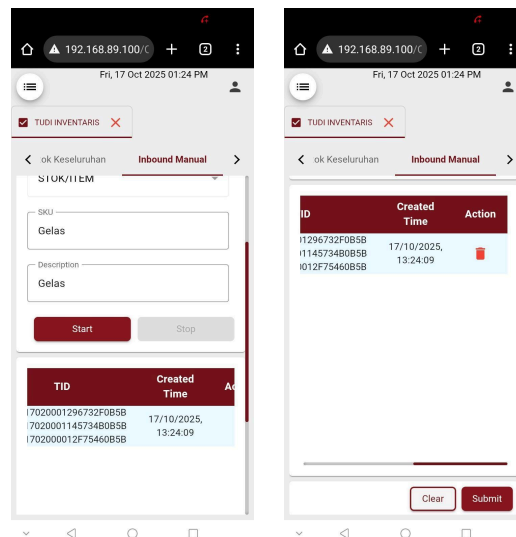 192.168.89.100/C
2
Fri, 17 Oct 2025 01:24 PM
TUDI INVENTARIS
ok Keseluruhan
Inbound Manual
STOK/ITEM
SKU
Gelas
Description
Gelas
Start
Stop
TID
Created
Time
Ac
7020001296732F0B5B
7020001145734B0B5B
702000012F75460B5B
17/10/2025,
13:24:09
192.168.89.100/C
2
Fri, 17 Oct 2025 01:24 PM
TUDI INVENTARIS
ok Keseluruhan
Inbound Manual
ID
Created
Time
Action
01296732F0B5B
01145734B0B5B
0012F75460B5B
17/10/2025,
13:24:09
Clear
Submit